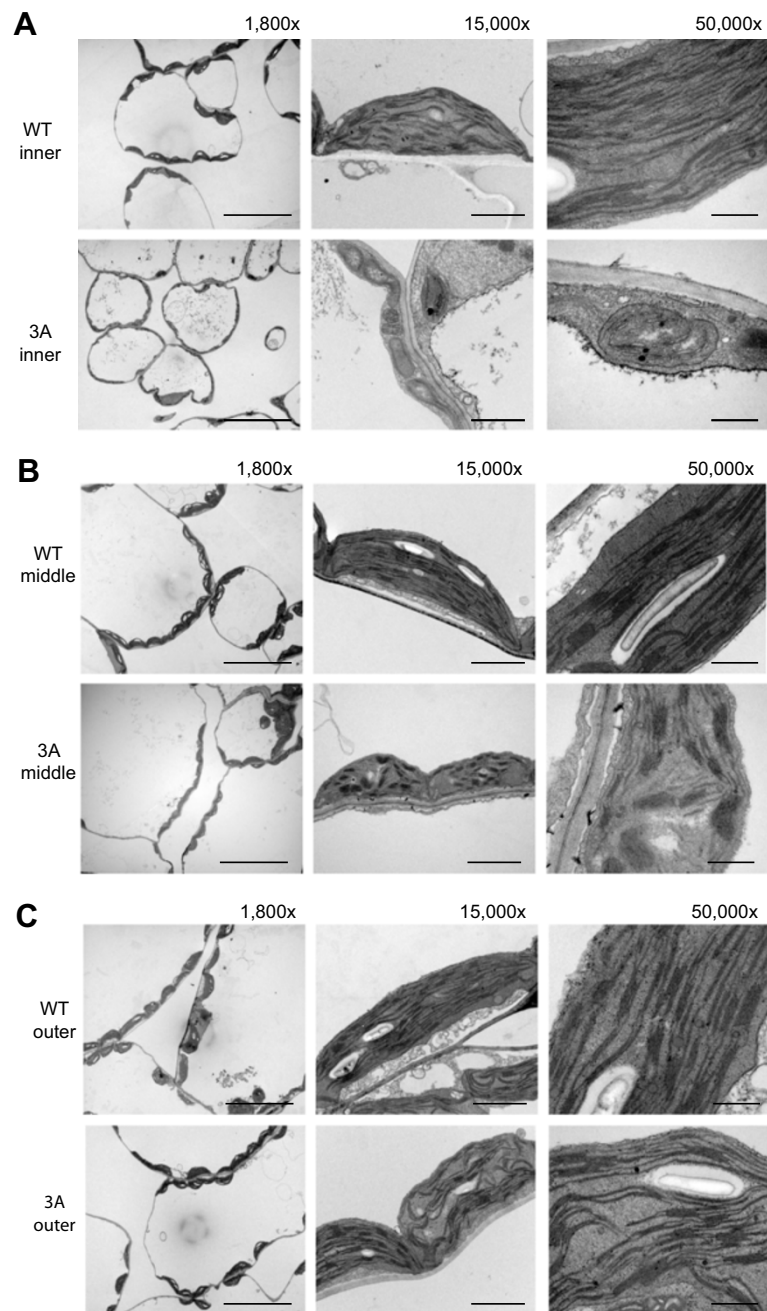 A
1,800x 15,000x 50,000x
WT
inner
3A
inner
B
1,800x 15,000x 50,000x
WT
middle
3A
middle
C
1,800x 15,000x 50,000x
WT
outer
3A
outer